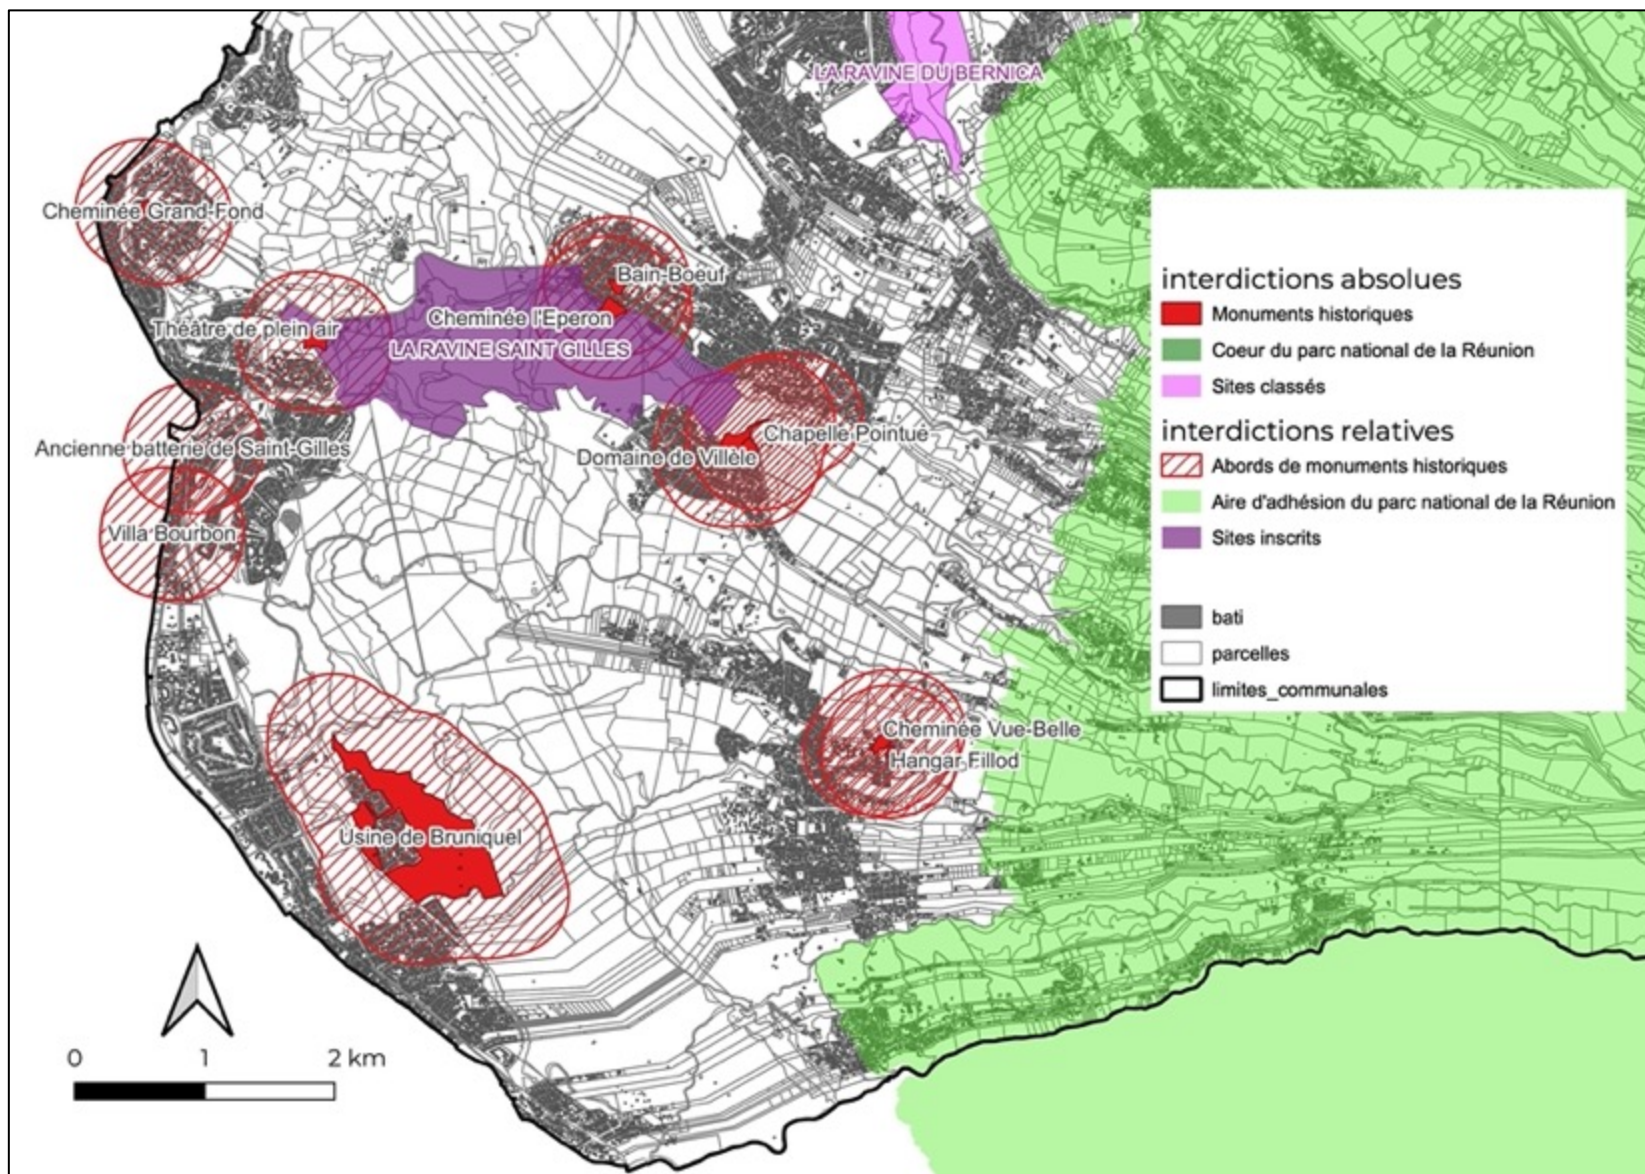 LA RAVINE DU BERNICA
Cheminée Grand-Fond
Bain-Boeuf
Cheminée l'Eperon
Théâtre de plein air
LA RAVINE SAINT GILLES
Chapelle Pointue
Ancienne batterie de Saint-Gilles
Domaine de Villèle
Villa Bourbon
Cheminée Vue-Belle
Hangar Fillod
Usine de Bruniquel
0 1 2 km
interdictions absolues
Monuments historiques
Coeur du parc national de la Réunion
Sites classés
interdictions relatives
Abords de monuments historiques
Aire d'adhésion du parc national de la Réunion
Sites inscrits
bati
parcelles
limites_communales